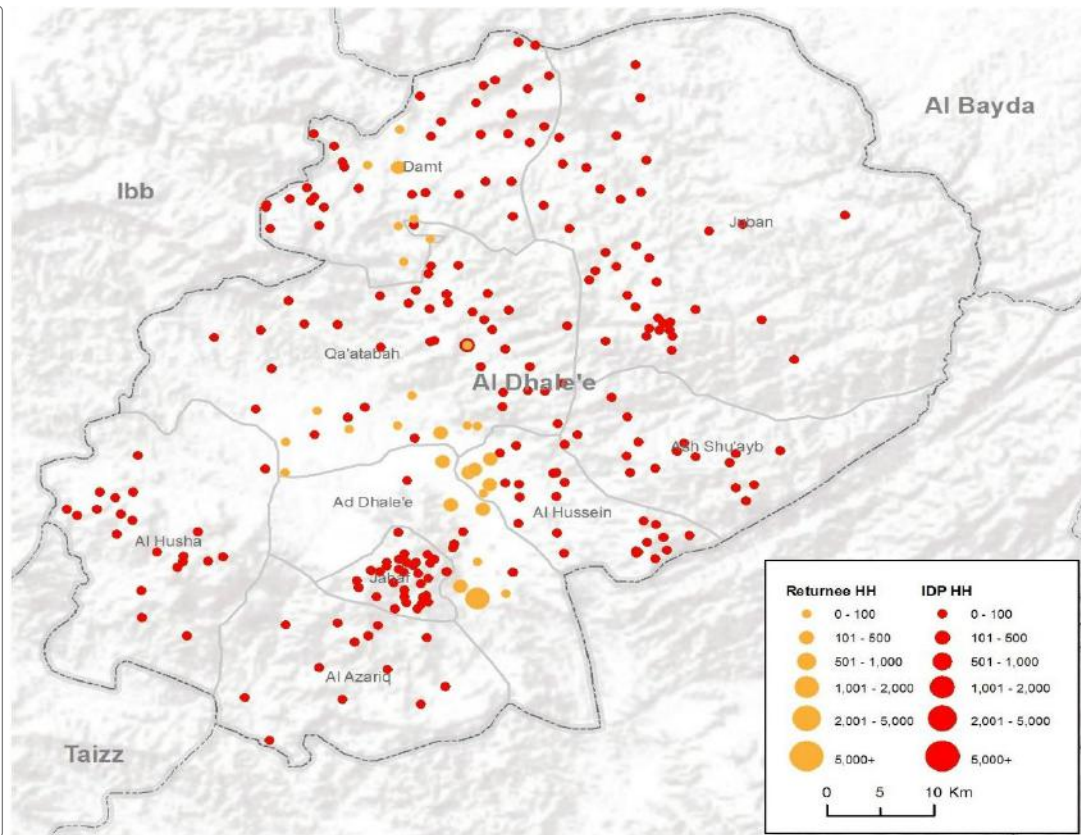 Al Bayda
Damt
Ibb
Juban
Qa'atabah
Al Dhale'e
Ash Shu'ayb
Ad Dhale'e
Al Hussein
Al Husha
Jahaf
Al Azariq
Taizz
Returnee HH IDP HH
0 - 100 0 - 100
101 - 500 101 - 500
501 - 1,000 501 - 1,000
1,001 - 2,000 1,001 - 2,000
2,001 - 5,000 2,001 - 5,000
5,000+ 5,000+
0 5 10 Km